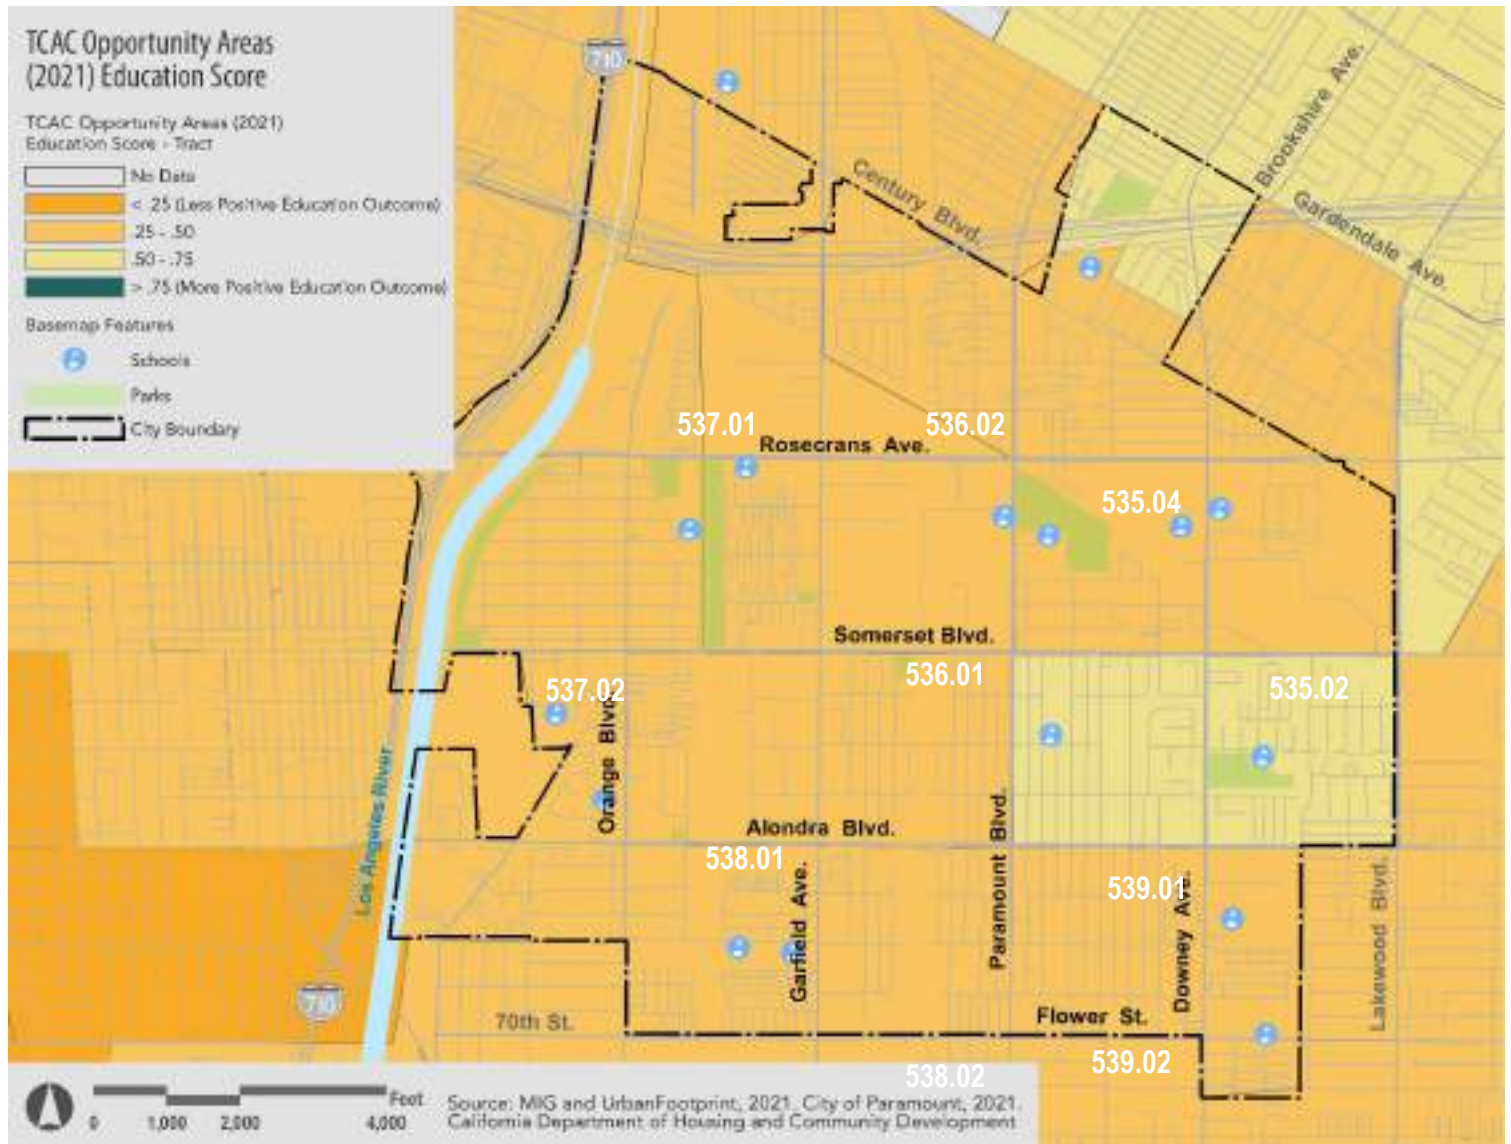 TCAC Opportunity Areas
(2021) Education Score
TCAC Opportunity Areas (2021)
Education Score - Tract
No Data
< .25 (Less Positive Education Outcome)
.25 - .50
.50 - .75
> .75 (More Positive Education Outcome)
Basemap Features
Schools
Parks
City Boundary
710
Century Blvd.
Brookshire Ave.
Gardendale Ave.
537.01
536.02
Rosecrans Ave.
535.04
Somerset Blvd.
536.01
537.02
535.02
Orange Blvd.
Los Angeles River
Alondra Blvd.
Paramount Blvd.
538.01
Garfield Ave.
539.01
Downey Ave.
Lakewood Blvd.
710
70th St.
Flower St.
539.02
538.02
Feet
0 1,000 2,000 4,000
Source: MIG and UrbanFootprint, 2021, City of Paramount, 2021.
California Department of Housing and Community Development